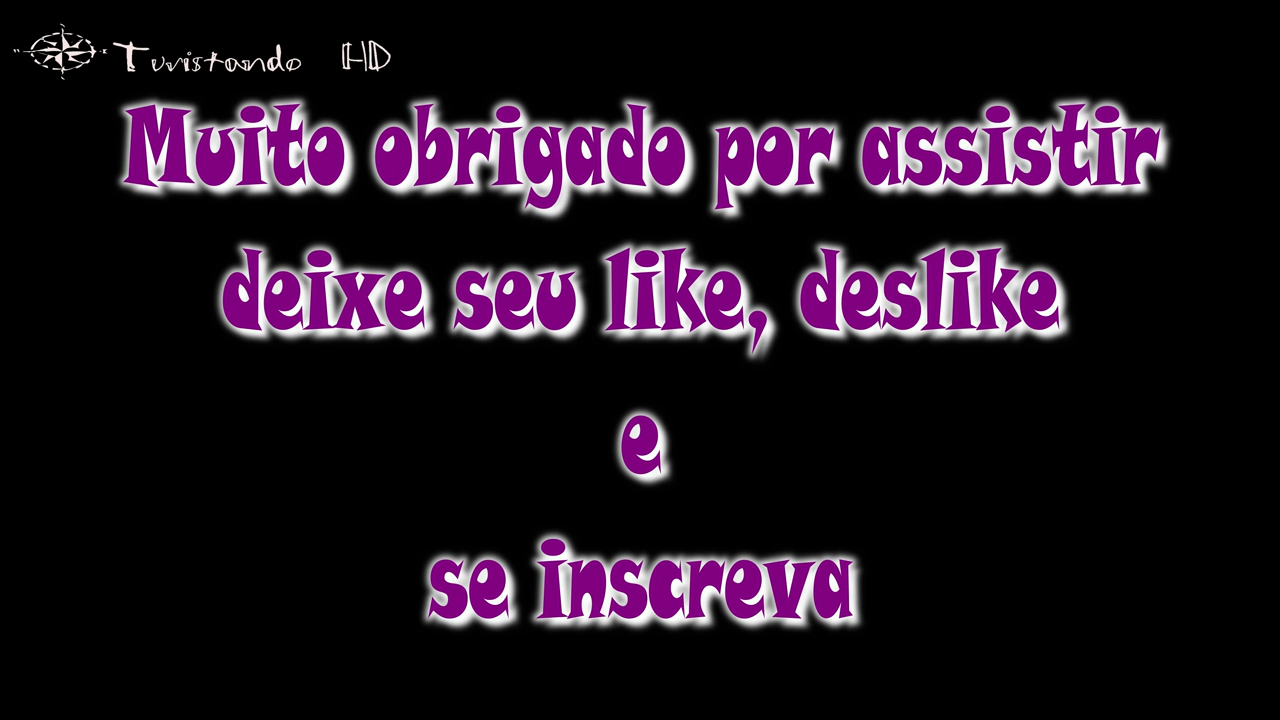 Turistando HD
Muito obrigado por assistir
deixe seu like, deslike
e
se inscreva